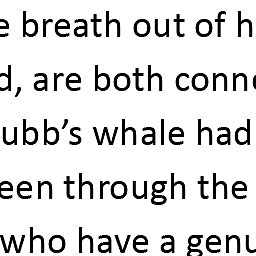 e breath out of h
d, are both conne
ubb’s whale had
een through the
who have a genu